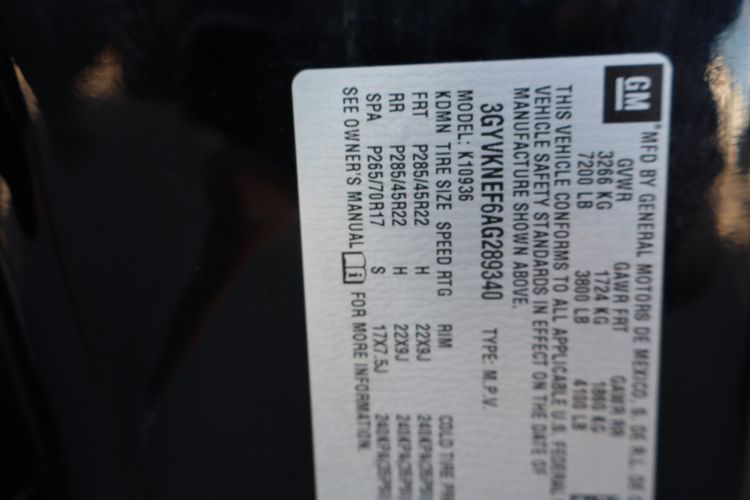 GM
MFD BY GENERAL MOTORS DE MEXICO, S. DE R.L. DE
GVWR GAWR FRT GAWR RR
3266 KG 1724 KG 1860 KG
7200 LB 3800 LB 4100 LB
THIS VEHICLE CONFORMS TO ALL APPLICABLE U.S. FEDERAL
VEHICLE SAFETY STANDARDS IN EFFECT ON THE DATE OF
MANUFACTURE SHOWN ABOVE.
3GYVKNEF6AG289340 TYPE: M.P.V.
MODEL: K10936
KDMN TIRE SIZE SPEED RTG RIM COLD TIRE
FRT P285/45R22 H 22X9J
RR P285/45R22 H 22X9J
SPA P265/70R17 S 17X7.5J
SEE OWNER'S MANUAL i FOR MORE INFORMATION.